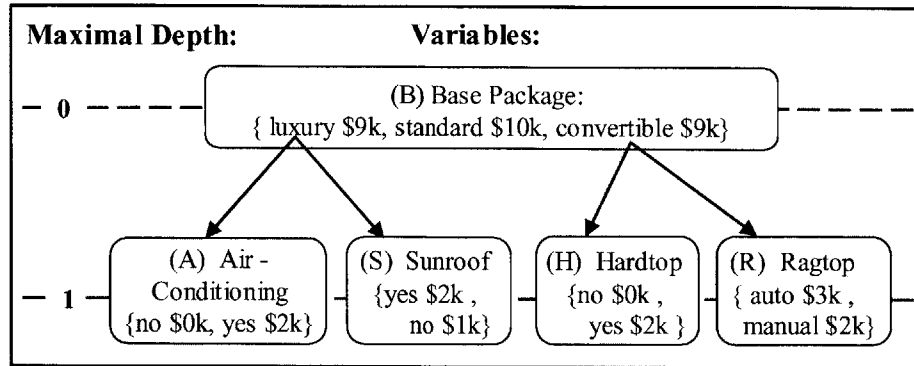 Maximal Depth: Variables:
0
(B) Base Package:
{ luxury $9k, standard $10k, convertible $9k}
1
(A) Air -
Conditioning
{no $0k, yes $2k}
(S) Sunroof
{yes $2k ,
no $1k}
(H) Hardtop
{no $0k ,
yes $2k }
(R) Ragtop
{ auto $3k ,
manual $2k}